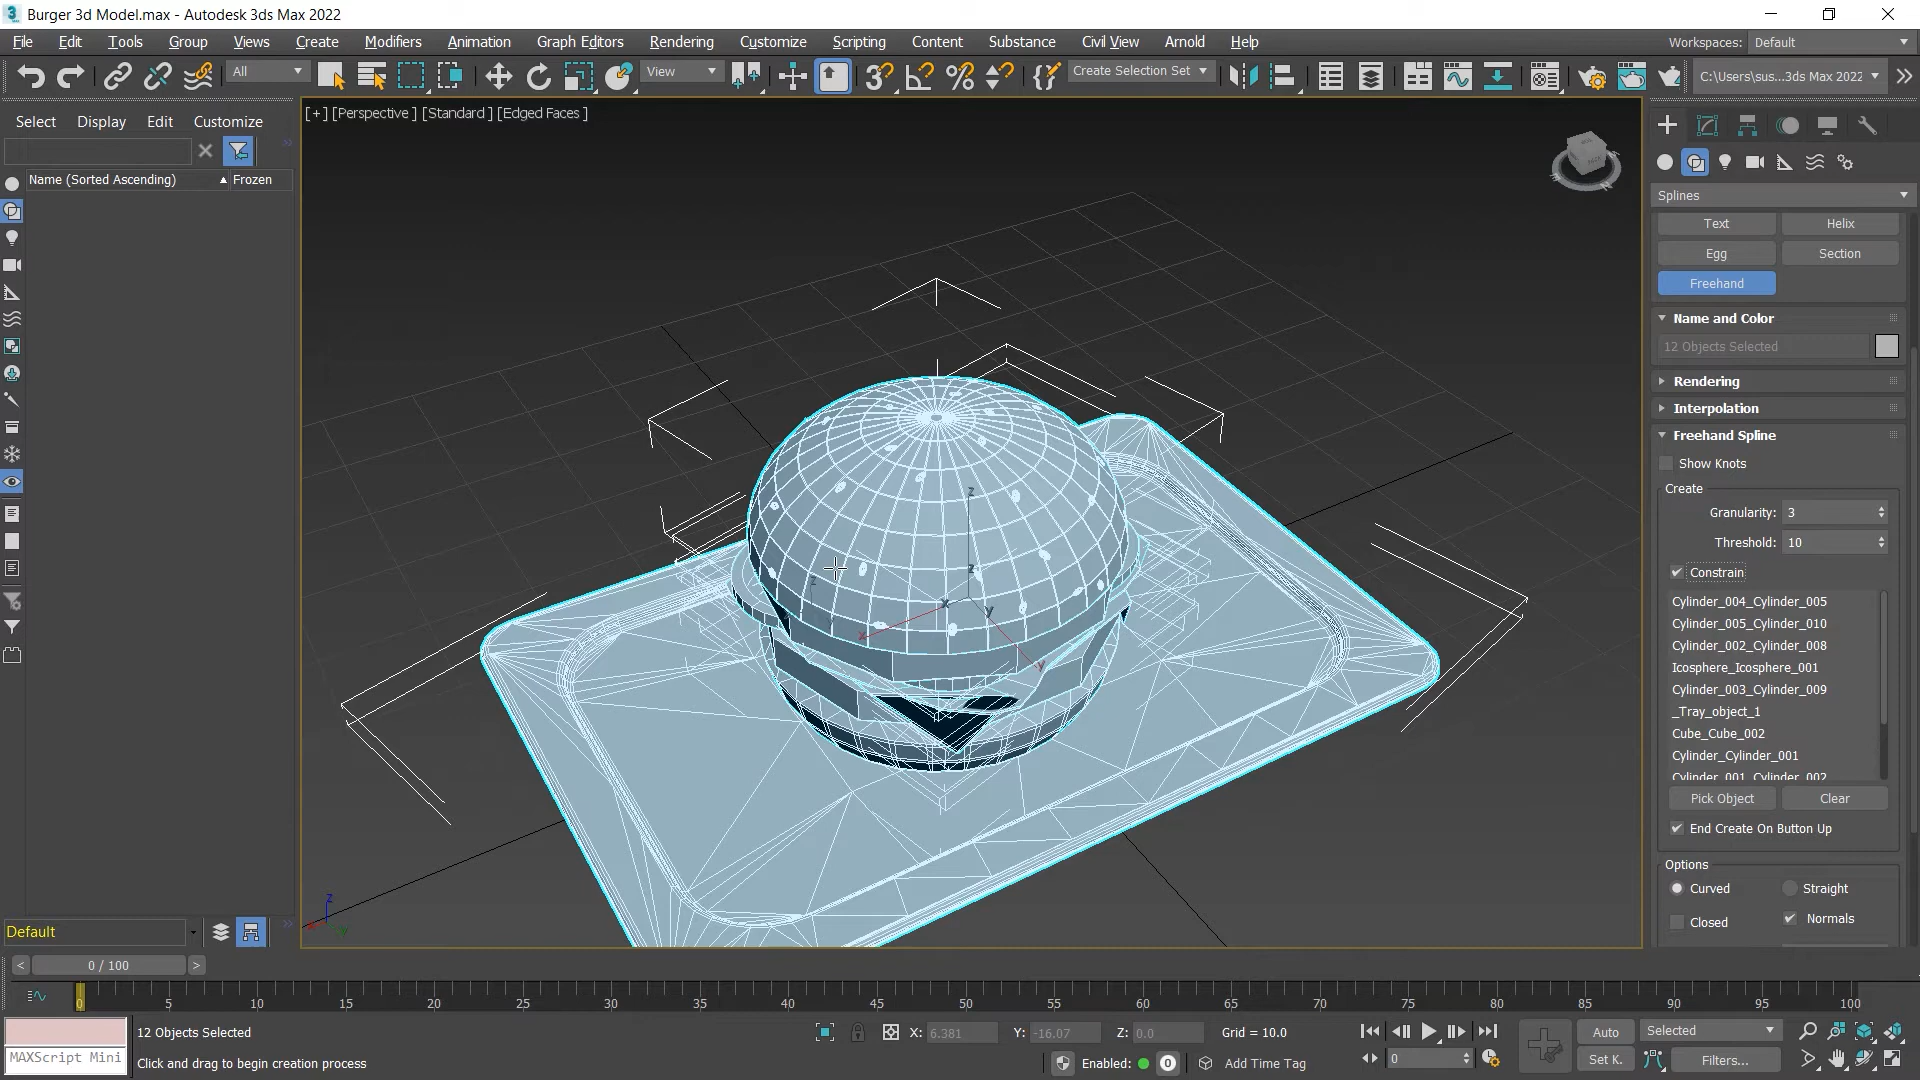 Burger 3d Model.max - Autodesk 3ds Max 2022
File Edit Tools Group Views Create Modifiers Animation Graph Editors Rendering Customize Scripting Content Substance Civil View Arnold Help
Workspaces: Default
All
View
Create Selection Set
C:\Users\sus...3ds Max 2022
[+] [Perspective ] [Standard ] [Edged Faces ]
Select Display Edit Customize
Name (Sorted Ascending) Frozen
Splines
Text Helix
Egg Section
Freehand
Name and Color
12 Objects Selected
Rendering
Interpolation
Freehand Spline
Show Knots
Create
Granularity: 3
Threshold: 10
Constrain
Cylinder_004_Cylinder_005
Cylinder_005_Cylinder_010
Cylinder_002_Cylinder_008
Icosphere_Icosphere_001
Cylinder_003_Cylinder_009
_Tray_object_1
Cube_Cube_002
Cylinder_Cylinder_001
Cylinder_001_Cylinder_002
Pick Object Clear
End Create On Button Up
Options
Curved Straight
Closed Normals
z
z
z
x
y
x
y
z
Default
< 0 / 100 >
0 5 10 15 20 25 30 35 40 45 50 55 60 65 70 75 80 85 90 95 100
12 Objects Selected
X: 6.381 Y: -16.07 Z: 0.0 Grid = 10.0
Auto Selected
MAXScript Mini
Click and drag to begin creation process
Enabled: 0 Add Time Tag
0
Set K. Filters...